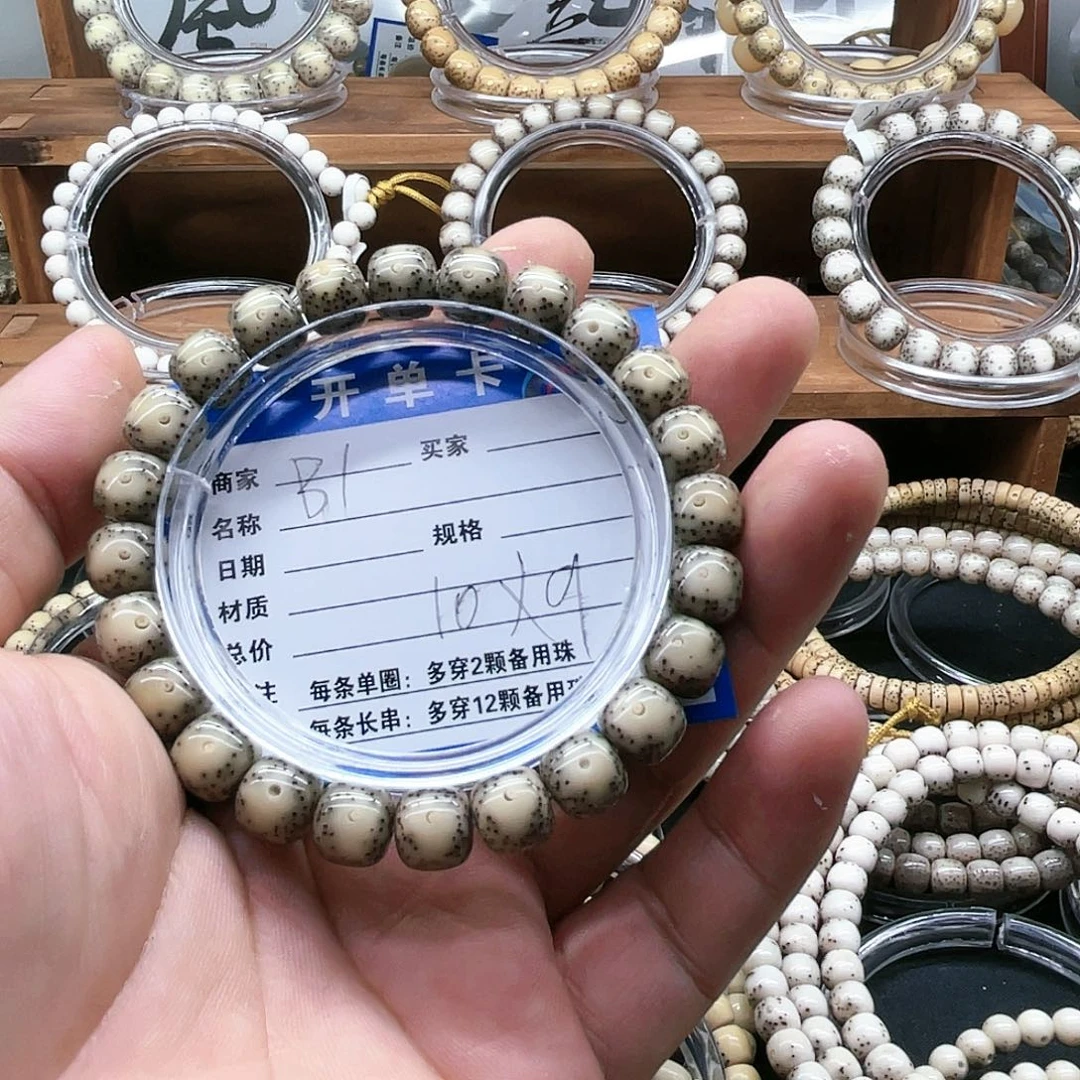 开单卡
商家 B1 买家
名称
日期 规格
材质 10X9
总价
每条单圈：多穿2颗备用珠
每条长串：多穿12颗备用珠